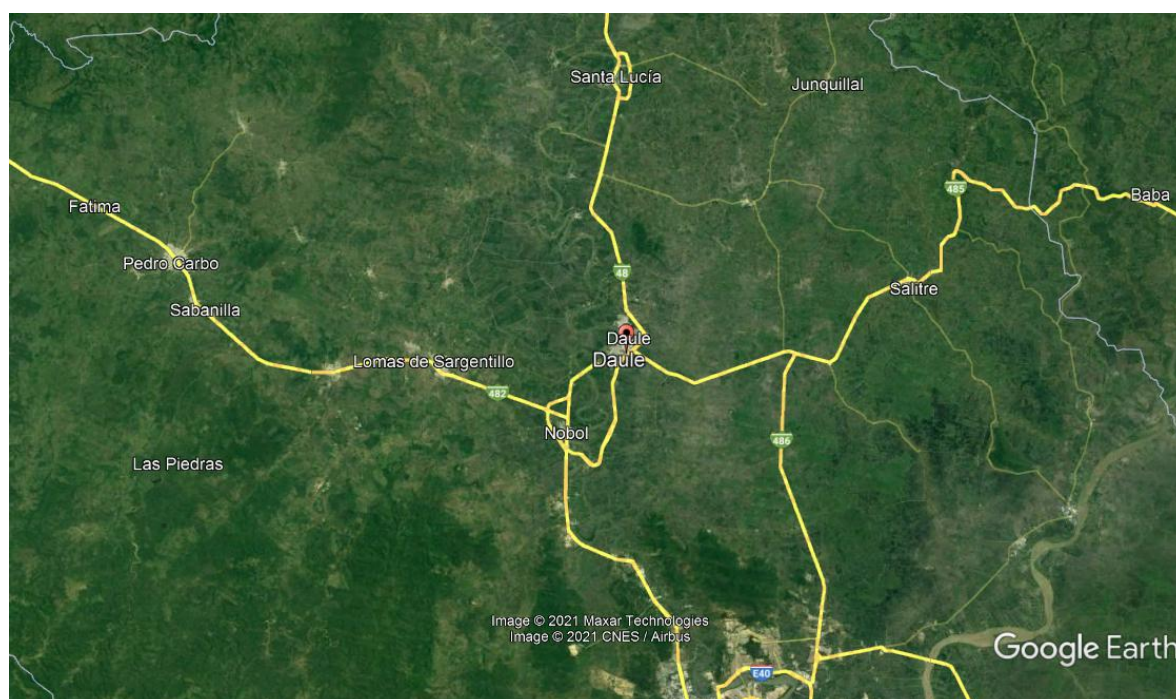 Santa Lucía
Junquillal
485
Baba
Fatima
Pedro Carbo
48
Salitre
Sabanilla
Daule
Daule
Lomas de Sargentillo
482
Nobol
486
Las Piedras
Image © 2021 Maxar Technologies
Image © 2021 CNES / Airbus
Google Earth
E40